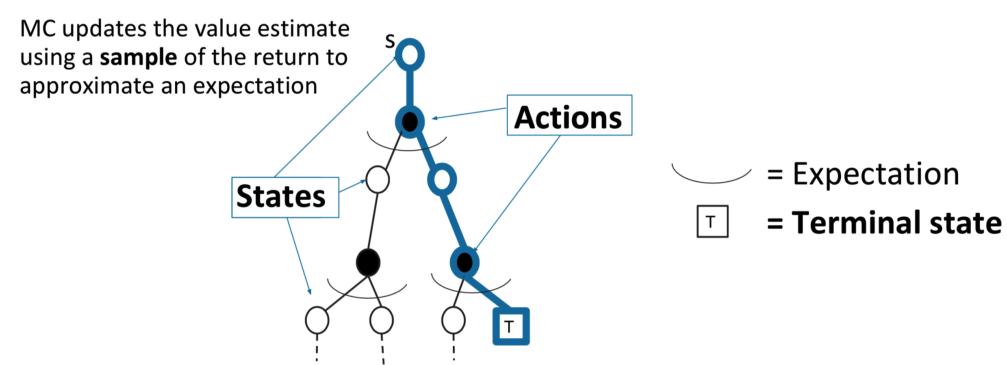 MC updates the value estimate
using a sample of the return to
approximate an expectation
S
Actions
States
= Expectation
T = Terminal state
T